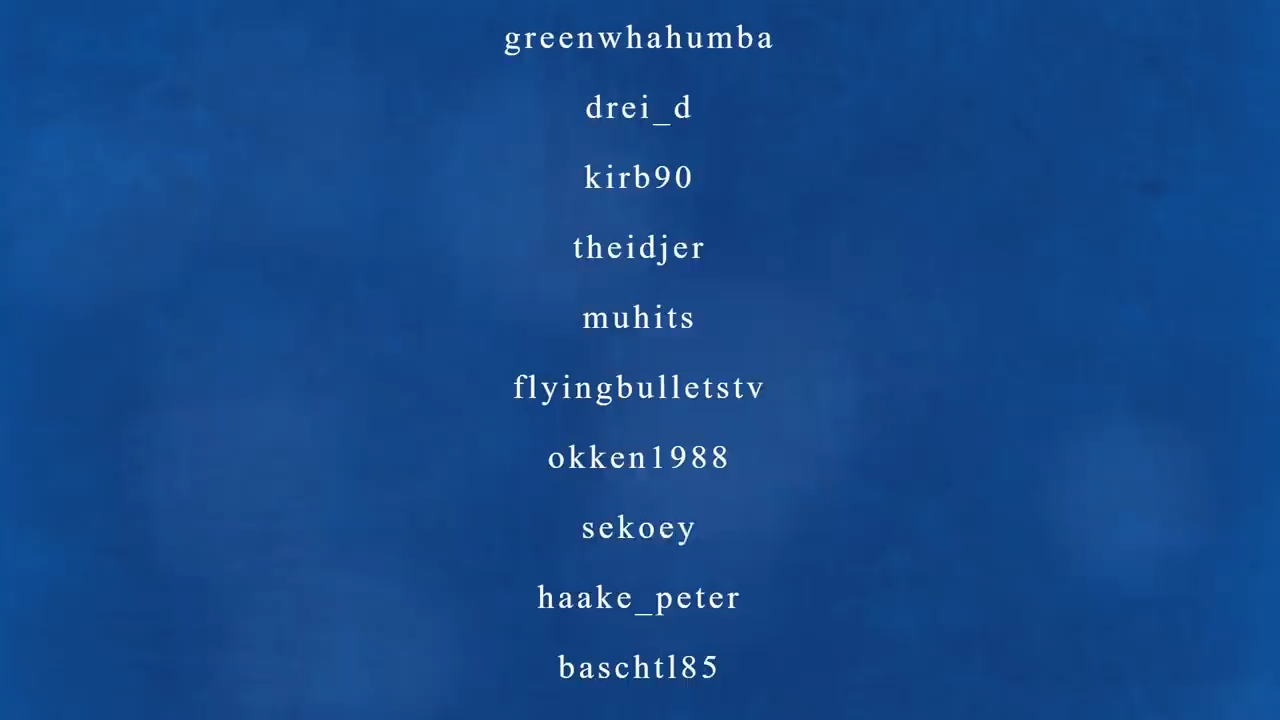 greenwhahumba
drei_d
kirb90
theidjer
muhits
flyingbulletstv
okken1988
sekoey
haake_peter
baschtl85